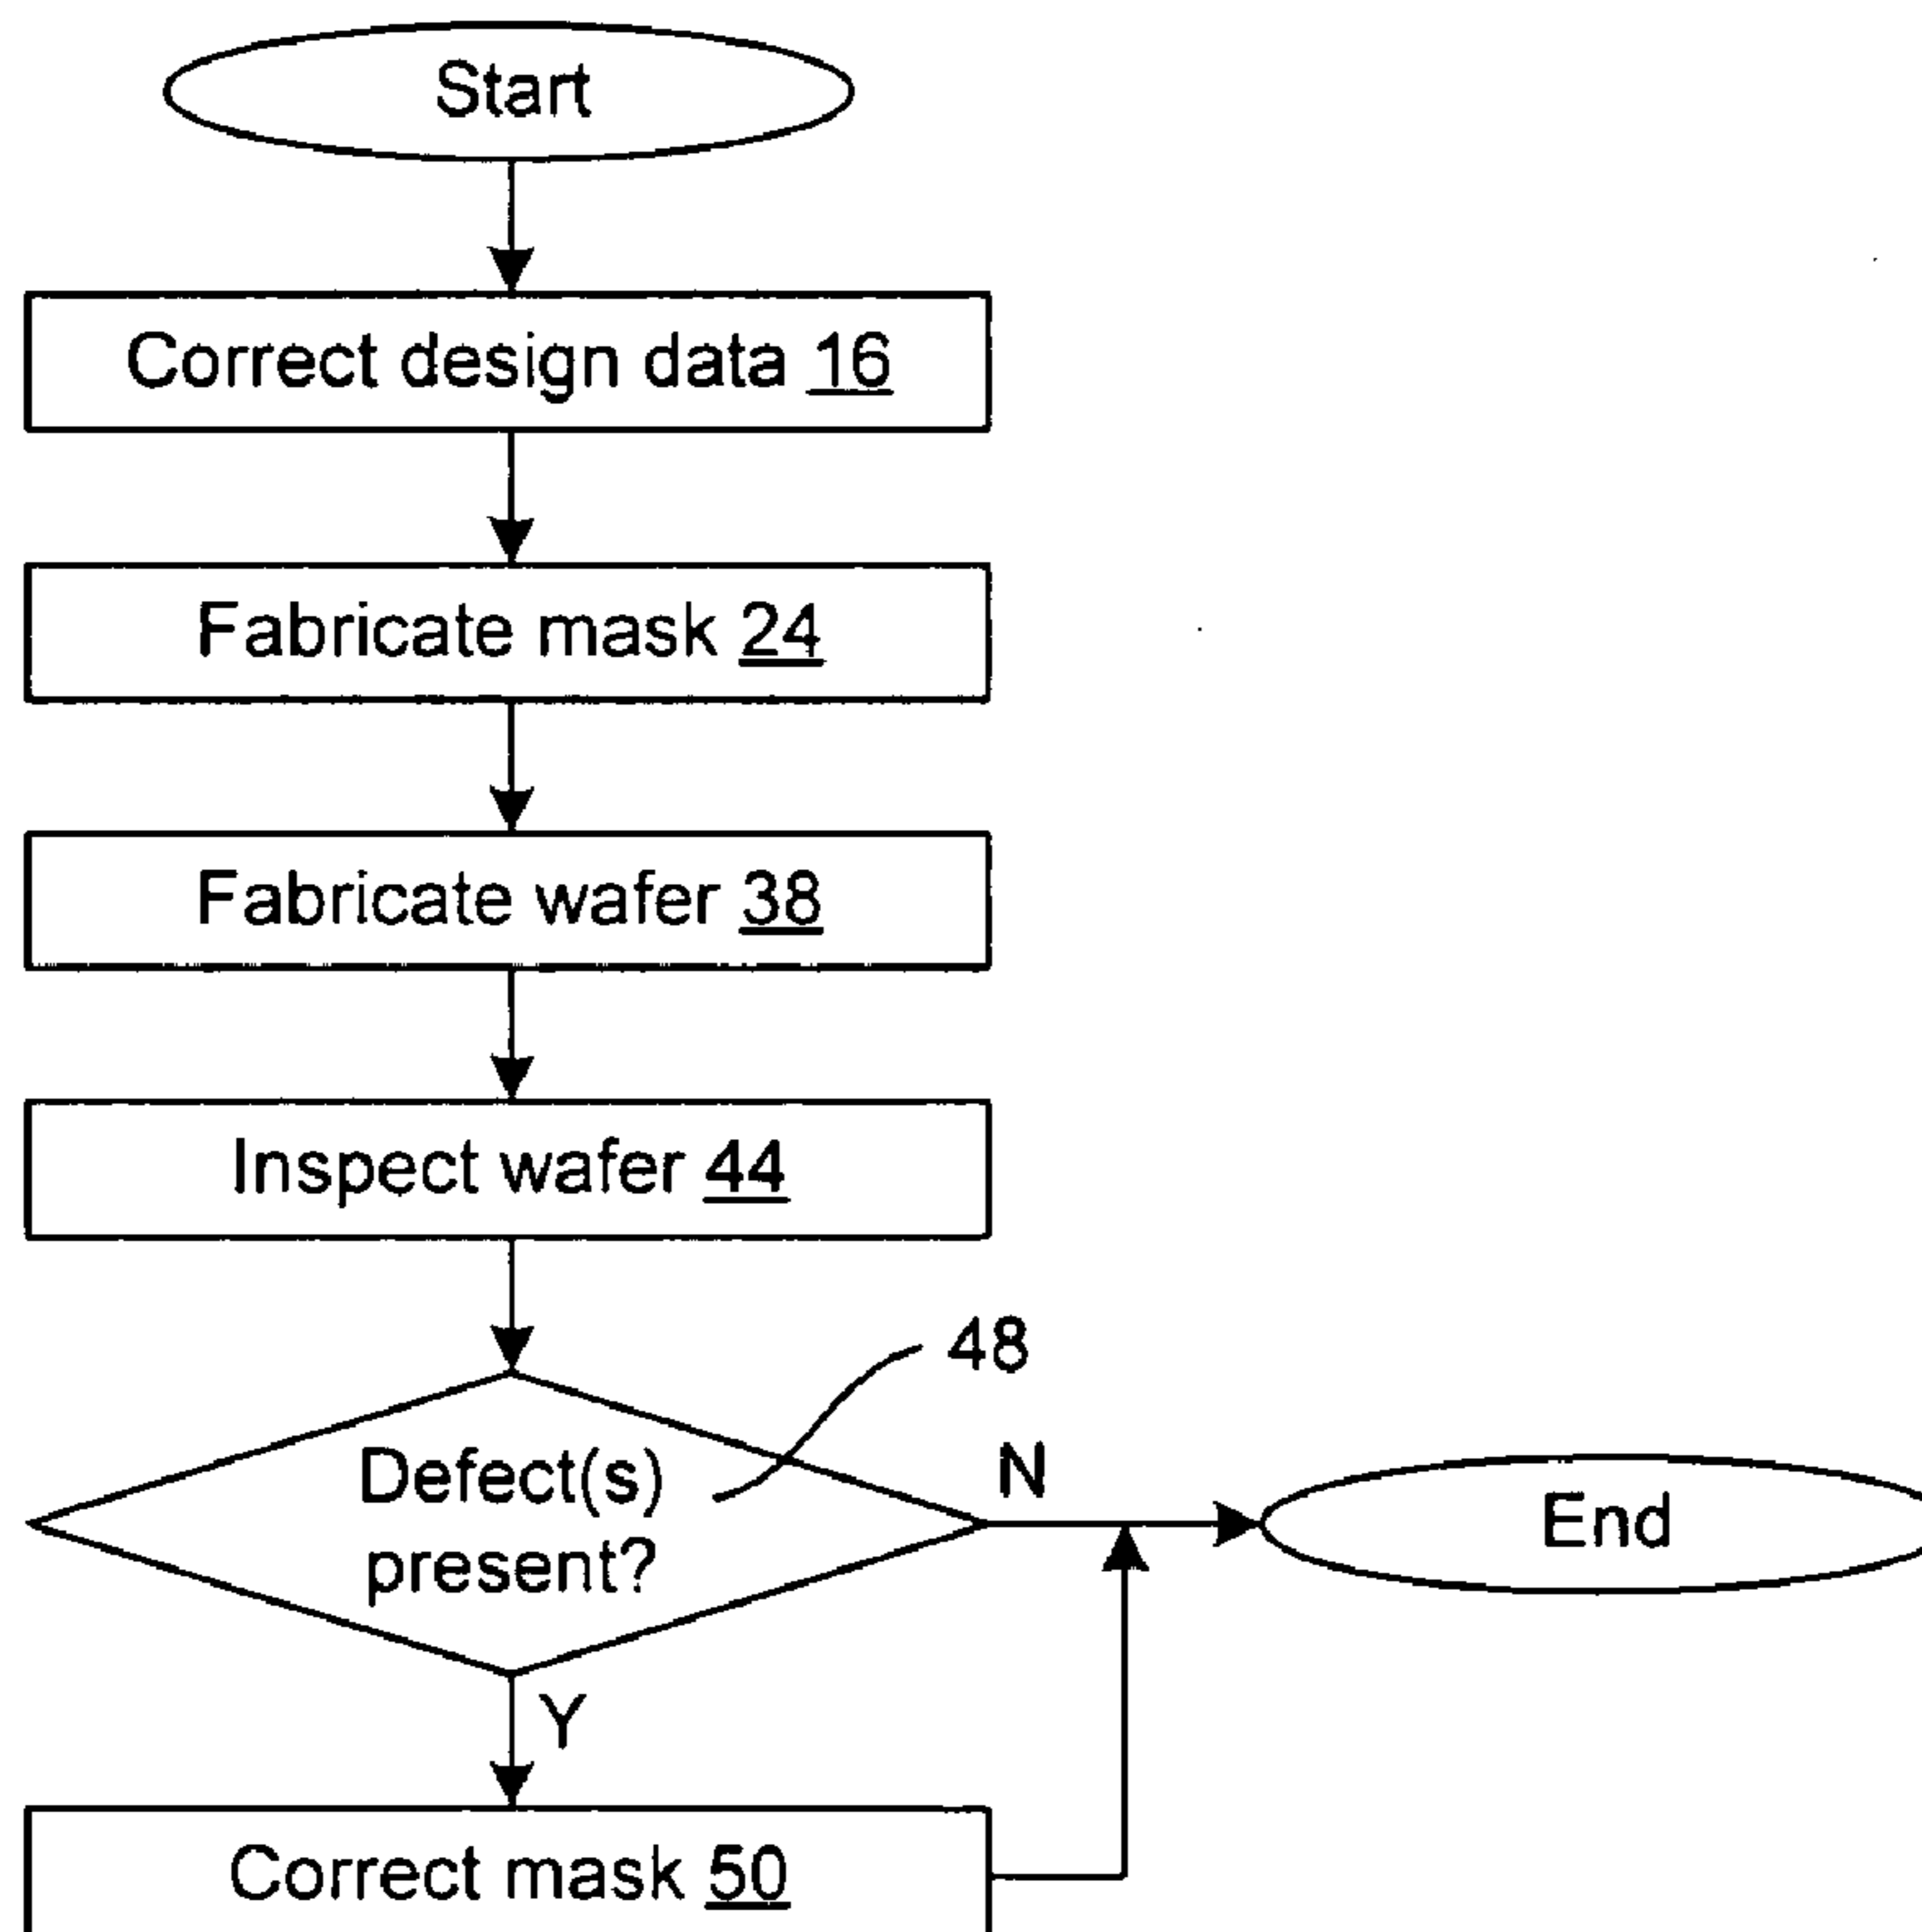 Start
Correct design data 16
Fabricate mask 24
Fabricate wafer 38
Inspect wafer 44
48
Defect(s)
present?
N
End
Y
Correct mask 50